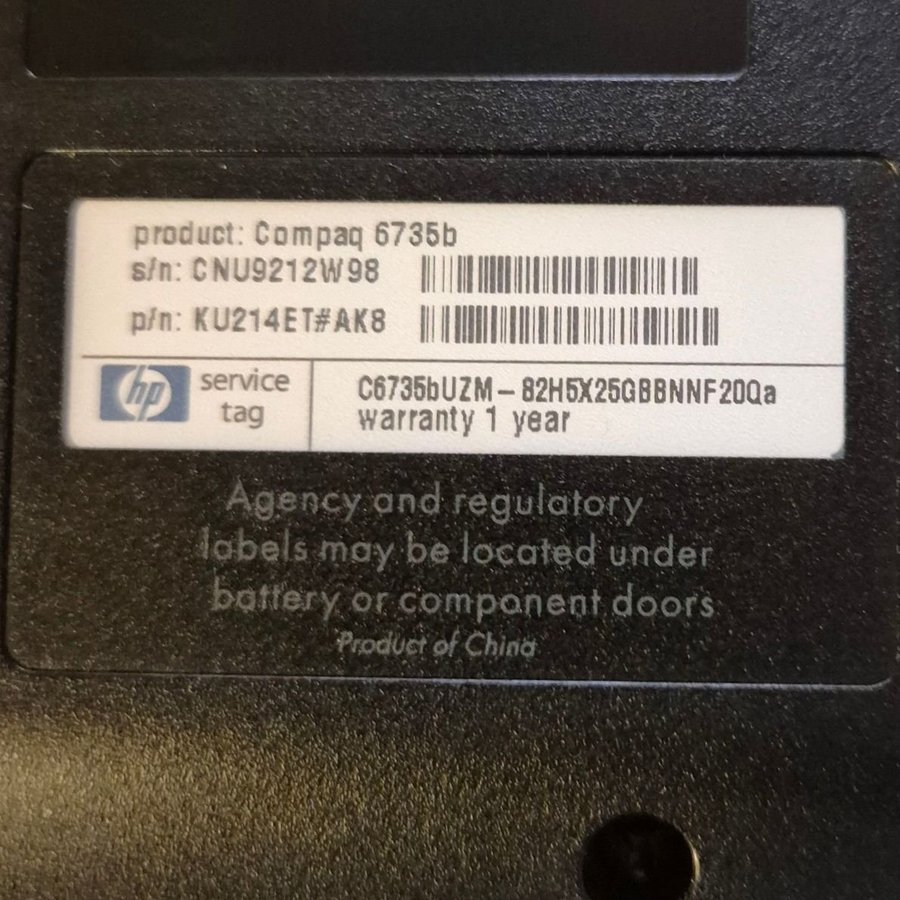 product: Compaq 6735b
s/n: CNU9212W98
p/n: KU214ET#AK8
hp
service
tag
C6735bUZM – 82H5X25GBBNNF20Qa
warranty 1 year
Agency and regulatory
labels may be located under
battery or component doors
Product of China